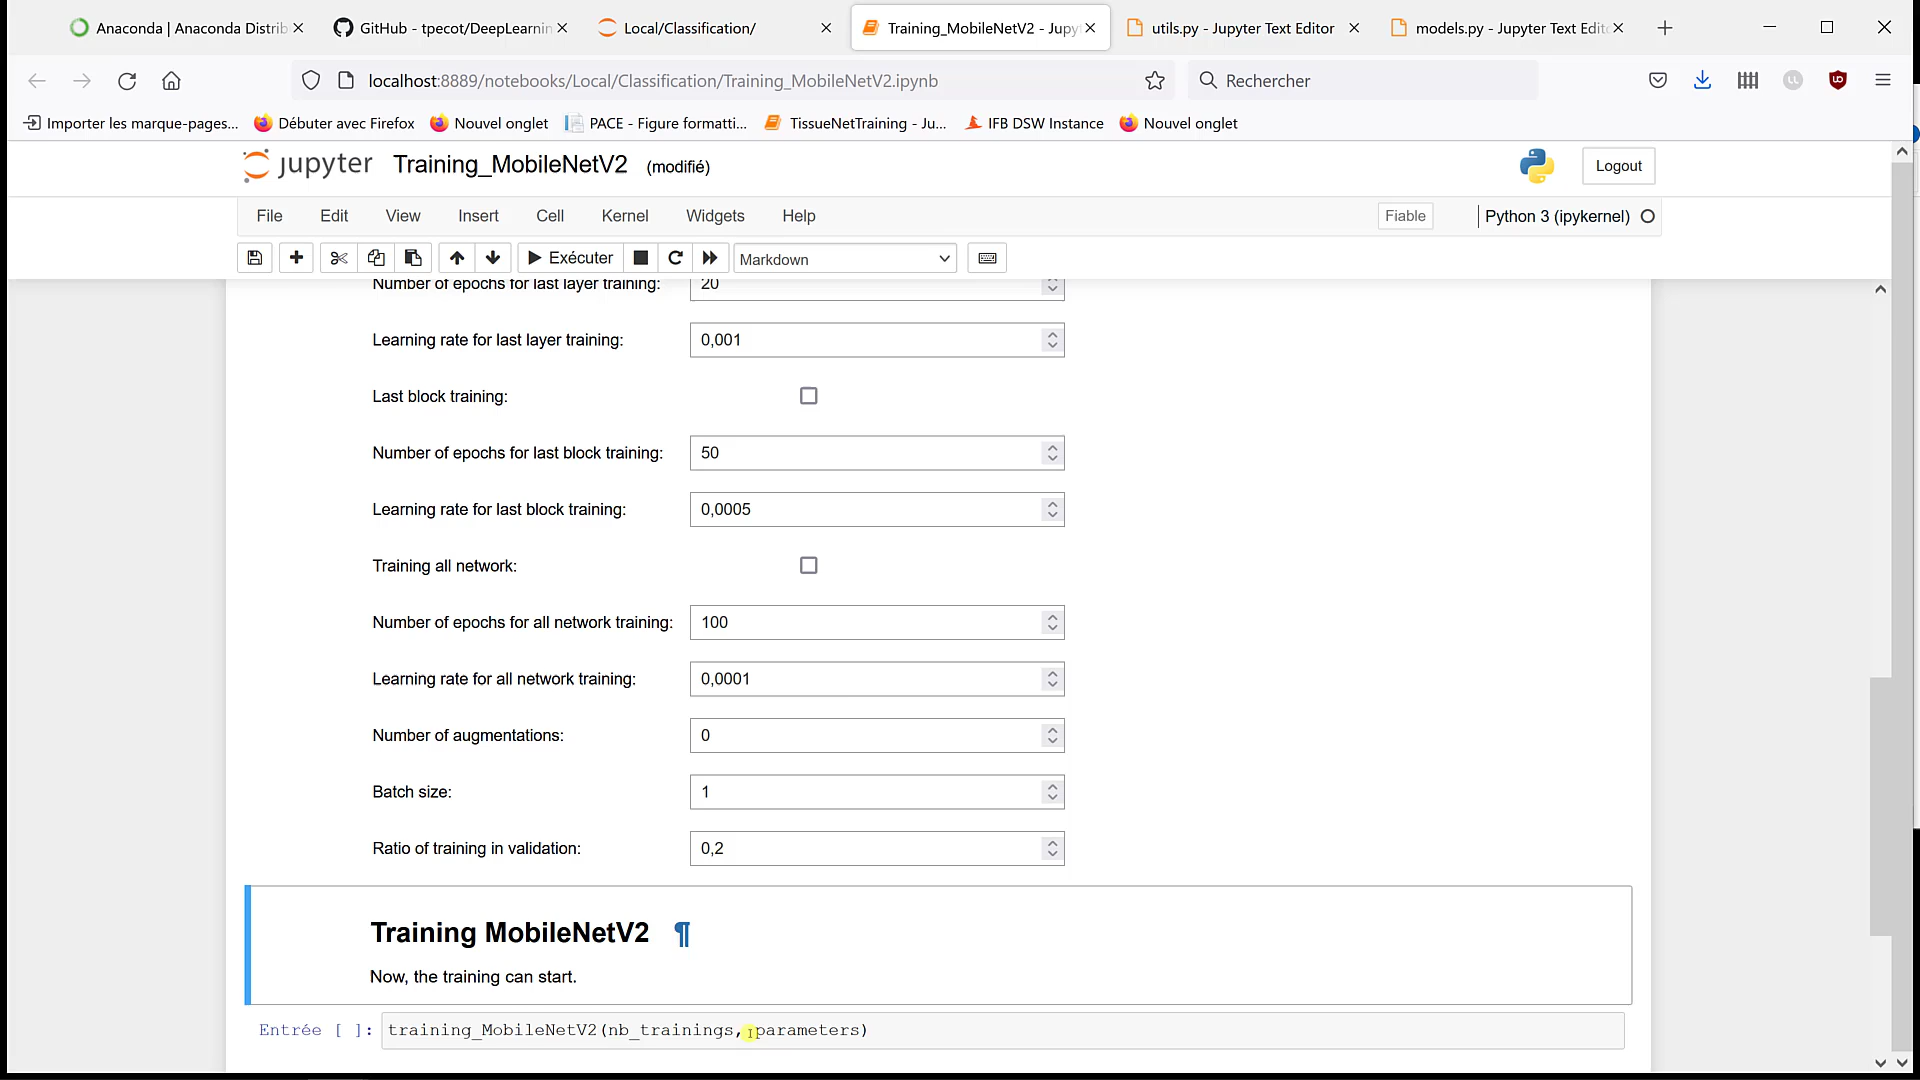 Anaconda | Anaconda Distrib
GitHub - tpecot/DeepLearnin
Local/Classification/
Training_MobileNetV2 - Jupy
utils.py - Jupyter Text Editor
models.py - Jupyter Text Edit
localhost:8889/notebooks/Local/Classification/Training_MobileNetV2.ipynb
Rechercher
Importer les marque-pages...
Débuter avec Firefox
Nouvel onglet
PACE - Figure formatti...
TissueNetTraining - Ju...
IFB DSW Instance
Nouvel onglet
jupyter Training_MobileNetV2 (modifié)
Logout
File Edit View Insert Cell Kernel Widgets Help
Fiable
Python 3 (ipykernel)
Exécuter
Markdown
Number of epochs for last layer training: 20
Learning rate for last layer training: 0,001
Last block training:
Number of epochs for last block training: 50
Learning rate for last block training: 0,0005
Training all network:
Number of epochs for all network training: 100
Learning rate for all network training: 0,0001
Number of augmentations: 0
Batch size: 1
Ratio of training in validation: 0,2
Training MobileNetV2 ¶
Now, the training can start.
Entrée [ ]: training_MobileNetV2(nb_trainings, parameters)